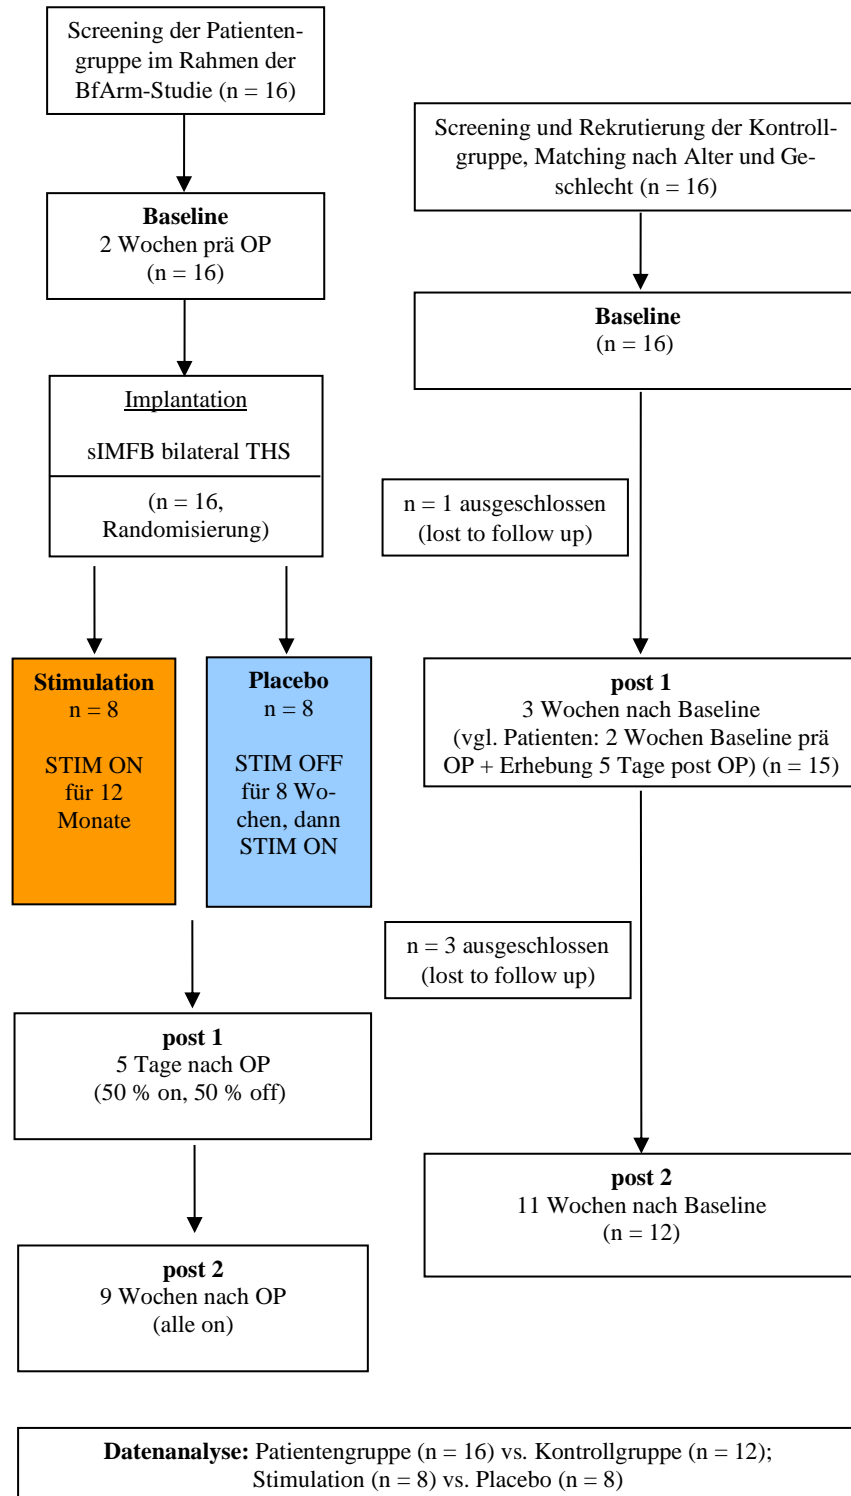 Screening der Patienten-
gruppe im Rahmen der
BfArm-Studie (n = 16)
Baseline
2 Wochen prä OP
(n = 16)
Implantation
sIMFB bilateral THS
(n = 16,
Randomisierung)
Stimulation
n = 8
STIM ON
für 12
Monate
Placebo
n = 8
STIM OFF
für 8 Wo-
chen, dann
STIM ON
post 1
5 Tage nach OP
(50 % on, 50 % off)
post 2
9 Wochen nach OP
(alle on)
Screening und Rekrutierung der Kontroll-
gruppe, Matching nach Alter und Ge-
schlecht (n = 16)
Baseline
(n = 16)
n = 1 ausgeschlossen
(lost to follow up)
post 1
3 Wochen nach Baseline
(vgl. Patienten: 2 Wochen Baseline prä
OP + Erhebung 5 Tage post OP) (n = 15)
n = 3 ausgeschlossen
(lost to follow up)
post 2
11 Wochen nach Baseline
(n = 12)
Datenanalyse: Patientengruppe (n = 16) vs. Kontrollgruppe (n = 12);
Stimulation (n = 8) vs. Placebo (n = 8)